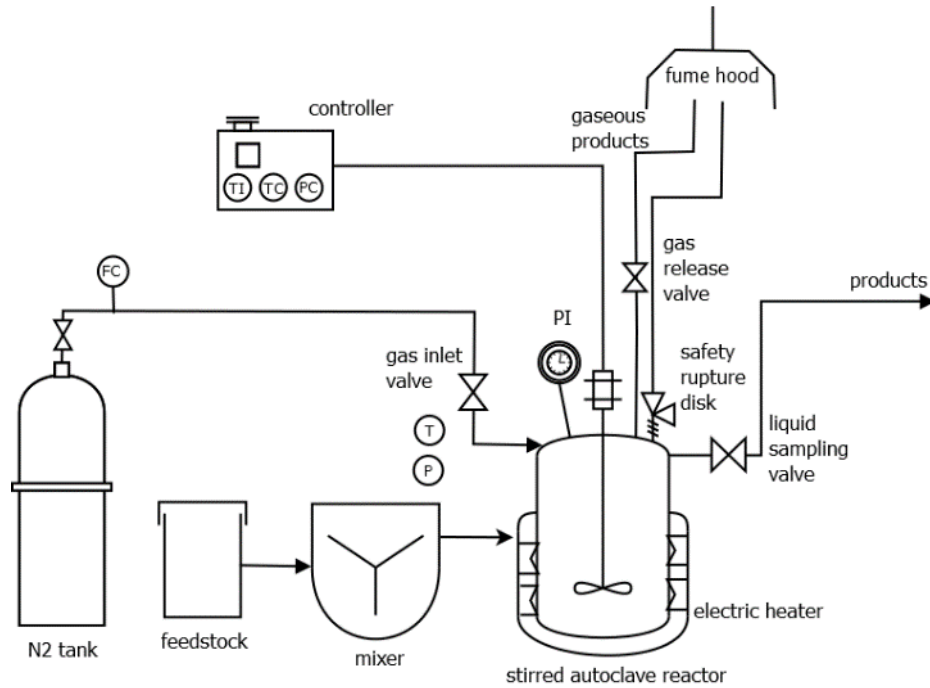 fume hood
controller
gaseous
products
TI TC PC
gas
release
valve
FC
products
PI
gas inlet
valve
safety
rupture
disk
T
liquid
sampling
valve
P
electric heater
N2 tank
feedstock
mixer
stirred autoclave reactor